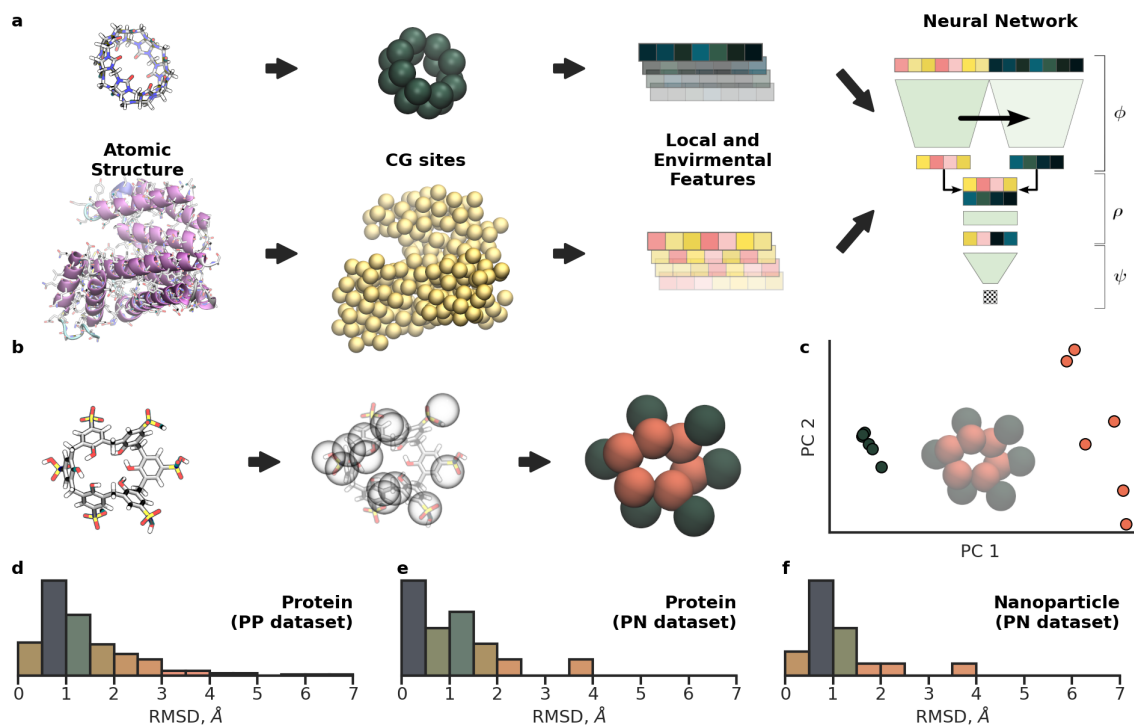 a
Neural Network
ϕ
Atomic
Structure
CG sites
Local and
Envirmental
Features
ρ
ψ
b
c
PC 2
PC 1
d
Protein
(PP dataset)
0 1 2 3 4 5 6 7
RMSD, Å
e
Protein
(PN dataset)
0 1 2 3 4 5 6 7
RMSD, Å
f
Nanoparticle
(PN dataset)
0 1 2 3 4 5 6 7
RMSD, Å